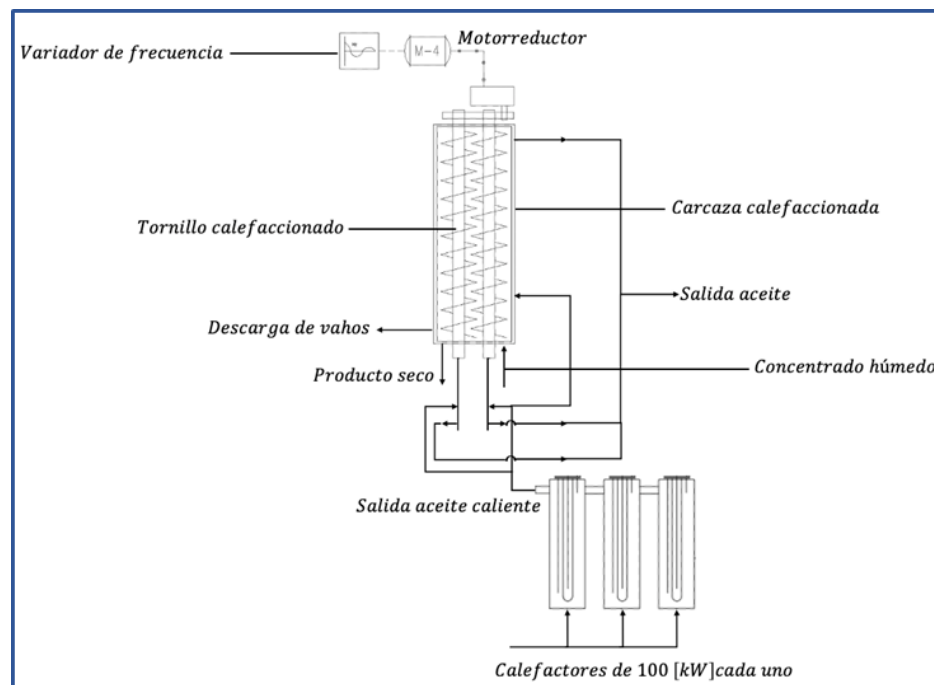 Motorreductor
Variador de frecuencia
M-4
Tornillo calefaccionado
Carcaza calefaccionada
Salida aceite
Descarga de vahos
Producto seco
Concentrado húmedo
Salida aceite caliente
Calefactores de 100 [kW]cada uno